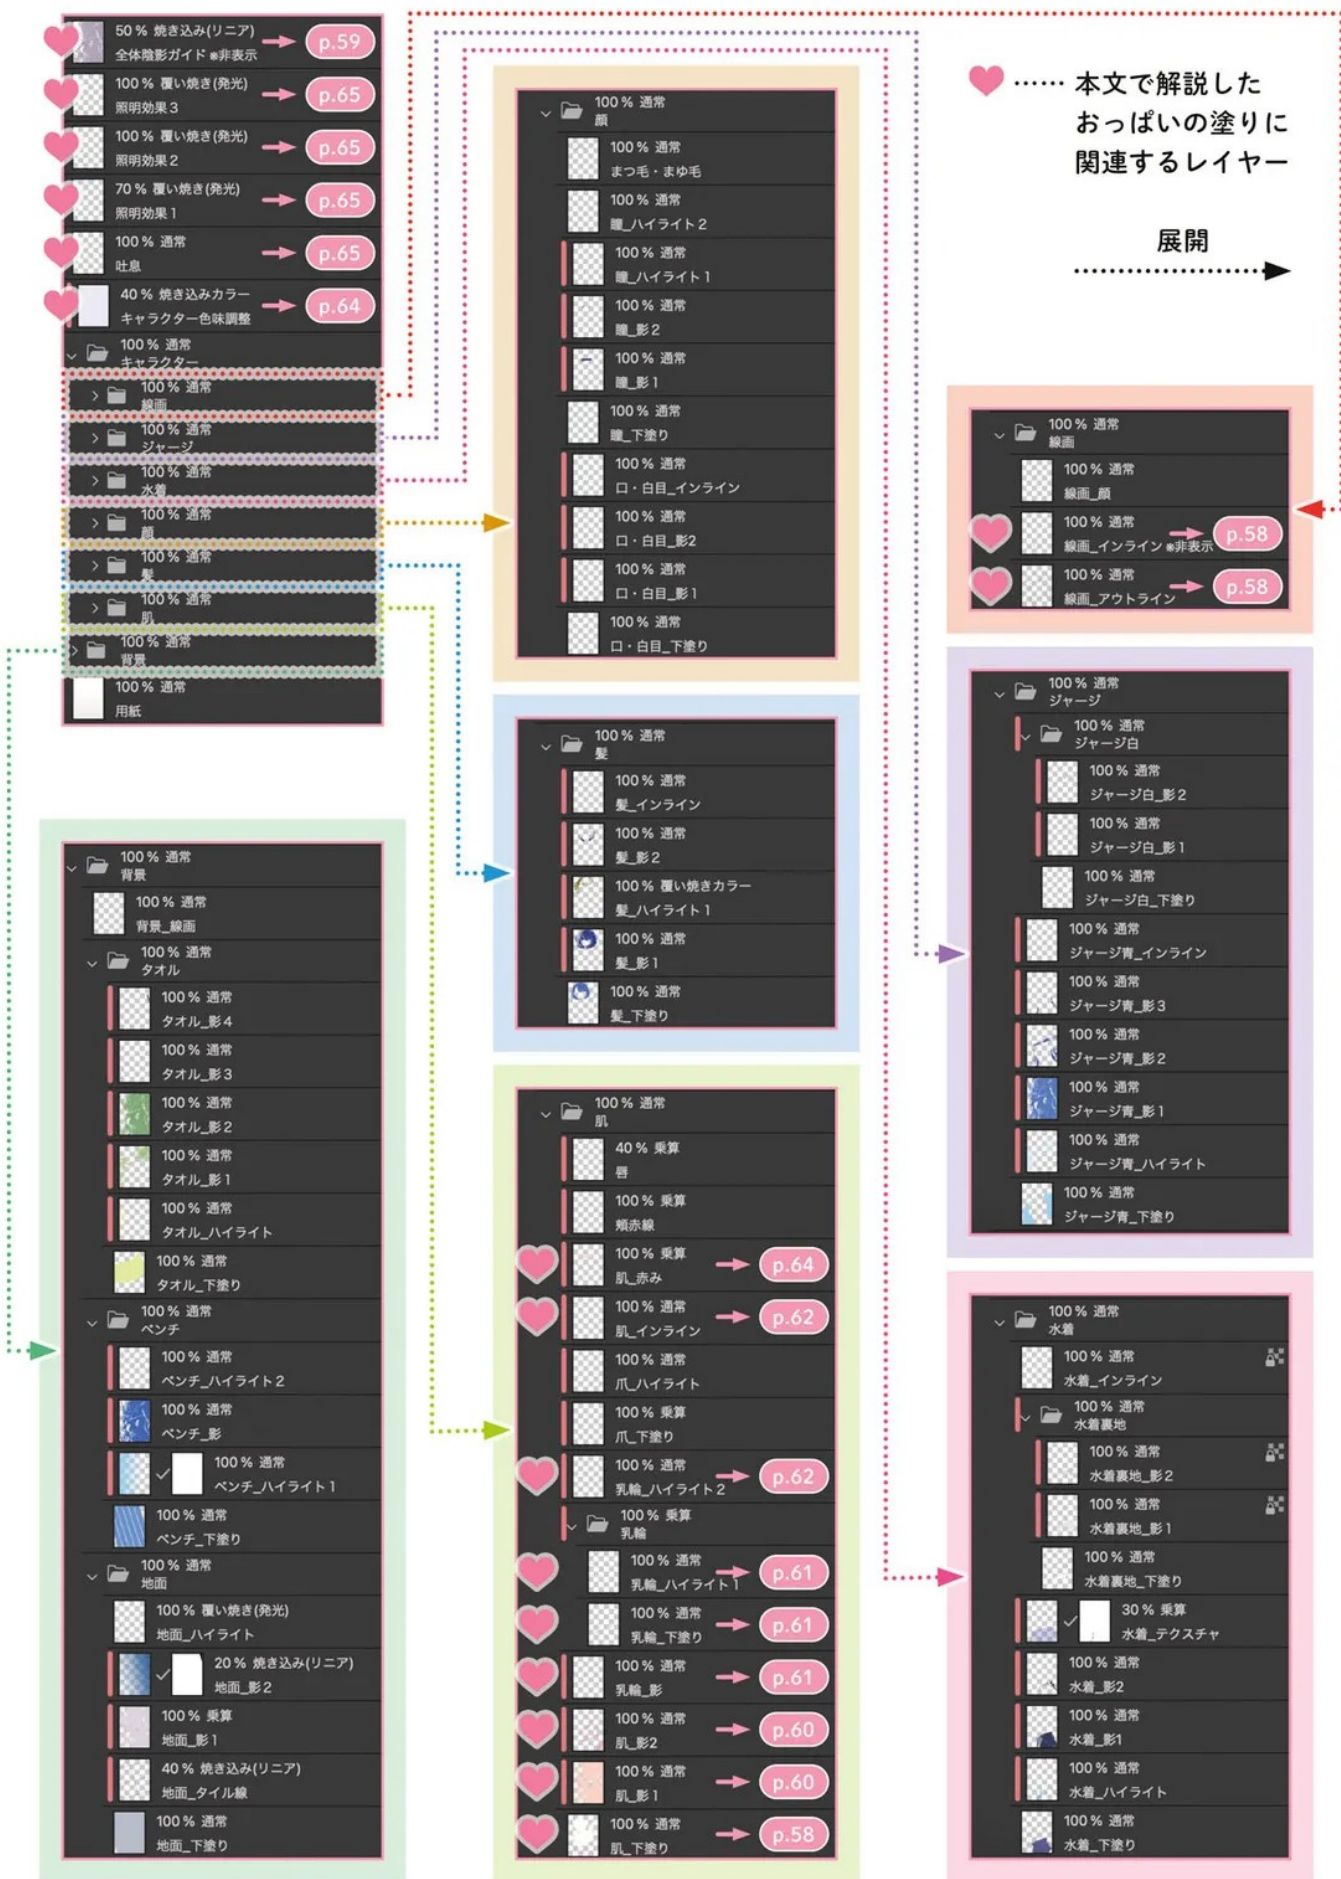 50 % 焼き込み(リニア)
全体陰影ガイド ※非表示
p.59
100 % 覆い焼き(発光)
照明効果 3
p.65
100 % 覆い焼き(発光)
照明効果 2
p.65
70 % 覆い焼き(発光)
照明効果 1
p.65
100 % 通常
吐息
p.65
40 % 焼き込みカラー
キャラクター色味調整
p.64
100 % 通常
キャラクター
100 % 通常
線画
100 % 通常
ジャージ
100 % 通常
水着
100 % 通常
顔
100 % 通常
髪
100 % 通常
肌
100 % 通常
背景
100 % 通常
用紙
100 % 通常
背景
100 % 通常
背景_線画
100 % 通常
タオル
100 % 通常
タオル_影4
100 % 通常
タオル_影3
100 % 通常
タオル_影2
100 % 通常
タオル_影1
100 % 通常
タオル_ハイライト
100 % 通常
タオル_下塗り
100 % 通常
ベンチ
100 % 通常
ベンチ_ハイライト2
100 % 通常
ベンチ_影
100 % 通常
ベンチ_ハイライト1
100 % 通常
ベンチ_下塗り
100 % 通常
地面
100 % 覆い焼き(発光)
地面_ハイライト
20 % 焼き込み(リニア)
地面_影2
100 % 乗算
地面_影1
40 % 焼き込み(リニア)
地面_タイル線
100 % 通常
地面_下塗り
100 % 通常
顔
100 % 通常
まつ毛・まゆ毛
100 % 通常
瞳_ハイライト2
100 % 通常
瞳_ハイライト1
100 % 通常
瞳_影2
100 % 通常
瞳_影1
100 % 通常
瞳_下塗り
100 % 通常
口・白目_インライン
100 % 通常
口・白目_影2
100 % 通常
口・白目_影1
100 % 通常
口・白目_下塗り
100 % 通常
髪
100 % 通常
髪_インライン
100 % 通常
髪_影2
100 % 覆い焼きカラー
髪_ハイライト1
100 % 通常
髪_影1
100 % 通常
髪_下塗り
100 % 通常
肌
40 % 乗算
唇
100 % 乗算
頬赤線
100 % 乗算
肌_赤み
p.64
100 % 通常
肌_インライン
p.62
100 % 通常
爪_ハイライト
100 % 乗算
爪_下塗り
100 % 通常
乳輪_ハイライト2
p.62
100 % 乗算
乳輪
100 % 通常
乳輪_ハイライト1
p.61
100 % 通常
乳輪_下塗り
p.61
100 % 通常
乳輪_影
p.61
100 % 通常
肌_影2
p.60
100 % 通常
肌_影1
p.60
100 % 通常
肌_下塗り
p.58
…… 本文で解説した
おっぱいの塗りに
関連するレイヤー
展開
100 % 通常
線画
100 % 通常
線画_顔
100 % 通常
線画_インライン ※非表示
p.58
100 % 通常
線画_アウトライン
p.58
100 % 通常
ジャージ
100 % 通常
ジャージ白
100 % 通常
ジャージ白_影2
100 % 通常
ジャージ白_影1
100 % 通常
ジャージ白_下塗り
100 % 通常
ジャージ青_インライン
100 % 通常
ジャージ青_影3
100 % 通常
ジャージ青_影2
100 % 通常
ジャージ青_影1
100 % 通常
ジャージ青_ハイライト
100 % 通常
ジャージ青_下塗り
100 % 通常
水着
100 % 通常
水着_インライン
100 % 通常
水着裏地
100 % 通常
水着裏地_影2
100 % 通常
水着裏地_影1
100 % 通常
水着裏地_下塗り
30 % 乗算
水着_テクスチャ
100 % 通常
水着_影2
100 % 通常
水着_影1
100 % 通常
水着_ハイライト
100 % 通常
水着_下塗り